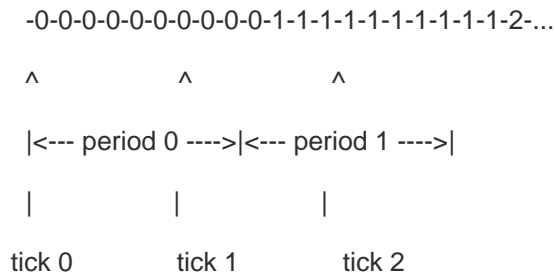 -0-0-0-0-0-0-0-0-0-0-1-1-1-1-1-1-1-1-1-1-2-...
^ ^ ^
|<--- period 0 ---->|<--- period 1 ---->|
| | |
tick 0 tick 1 tick 2